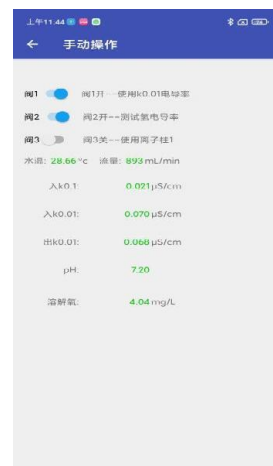 上午11:44
← 手动操作
阀1 阀1开--使用k0.01电导率
阀2 阀2开--测试氢电导率
阀3 阀3关--使用离子柱1
水温: 28.66 °c 流量: 893 mL/min
入k0.1: 0.021 μS/cm
入k0.01: 0.070 μS/cm
出k0.01: 0.068 μS/cm
pH: 7.20
溶解氧: 4.04 mg/L